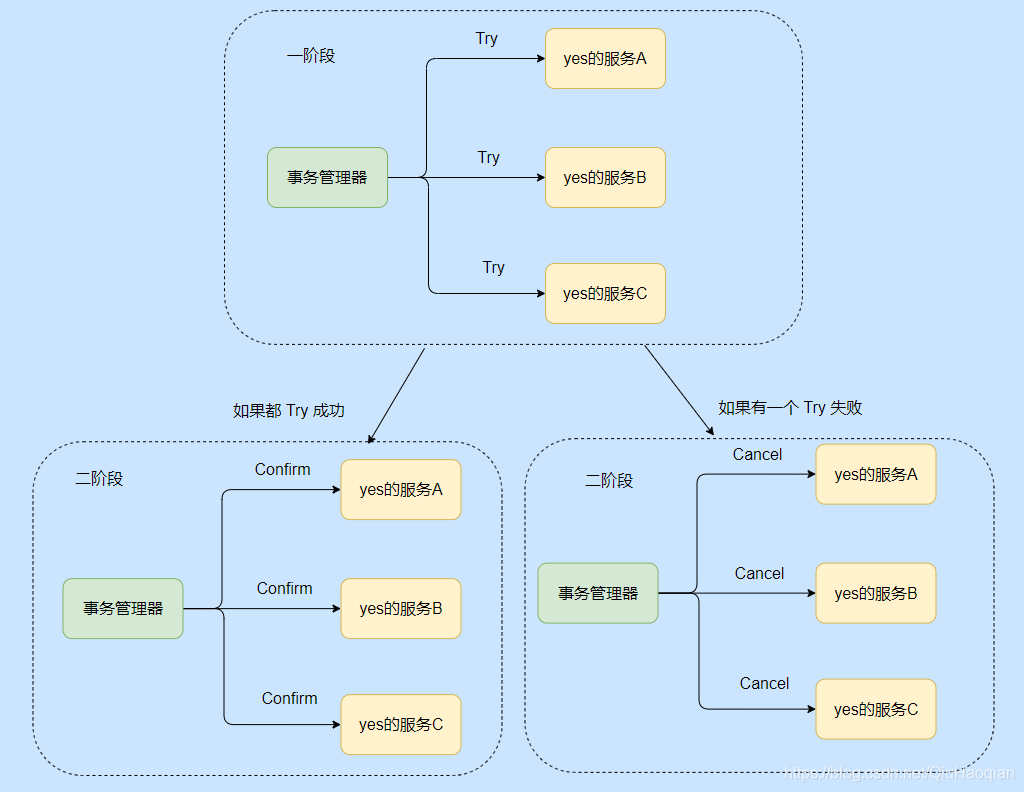 一阶段
Try
yes的服务A
事务管理器
Try
yes的服务B
Try
yes的服务C
如果都 Try 成功
如果有一个 Try 失败
二阶段
Confirm
yes的服务A
事务管理器
Confirm
yes的服务B
Confirm
yes的服务C
二阶段
Cancel
yes的服务A
事务管理器
Cancel
yes的服务B
Cancel
yes的服务C
https://blog.csdn.net/QiuHaoqian